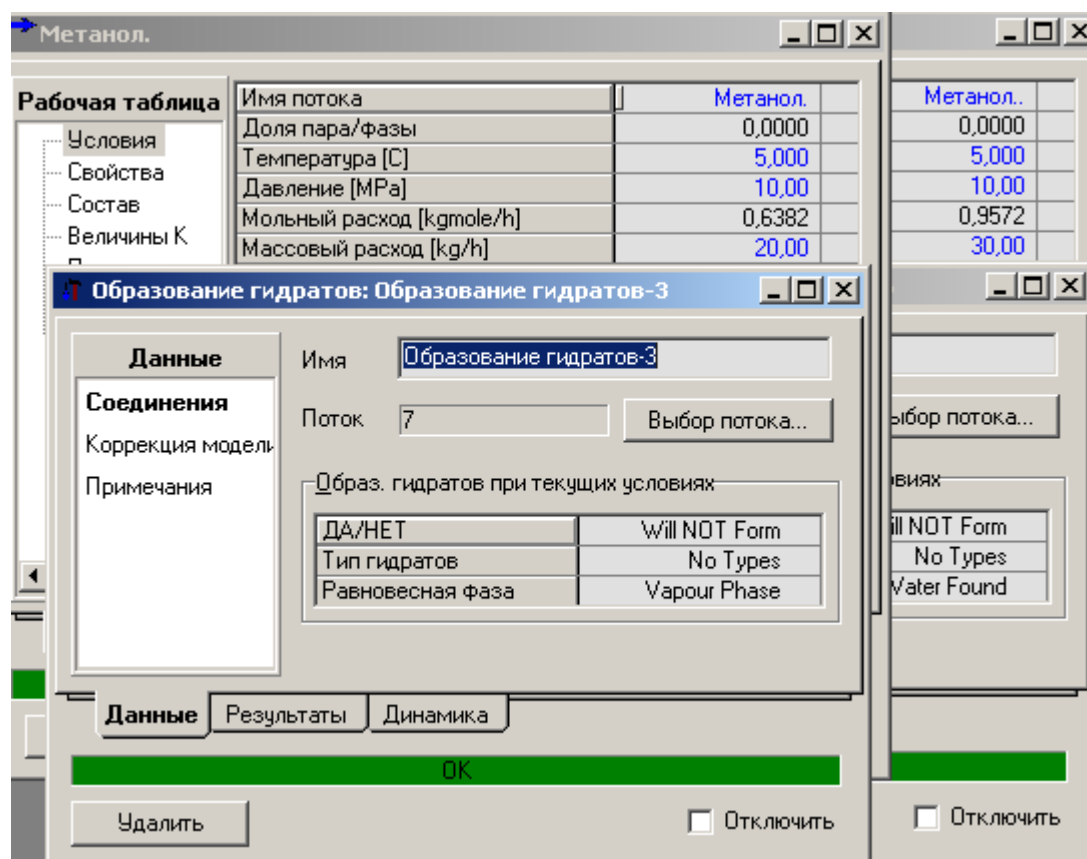 Метанол.
Рабочая таблица
Условия
Свойства
Состав
Величины К
Имя потока Метанол.
Доля пара/фазы 0,0000
Температура [C] 5,000
Давление [MPa] 10,00
Мольный расход [kgmole/h] 0,6382
Массовый расход [kg/h] 20,00
Метанол..
0,0000
5,000
10,00
0,9572
30,00
Образование гидратов: Образование гидратов-3
Данные
Соединения
Коррекция модели
Примечания
Имя Образование гидратов-3
Поток 7 Выбор потока...
Образ. гидратов при текущих условиях
ДА/НЕТ Will NOT Form
Тип гидратов No Types
Равновесная фаза Vapour Phase
ыбор потока...
овиях
ill NOT Form
No Types
Water Found
Данные Результаты Динамика
OK
Удалить
Отключить
Отключить